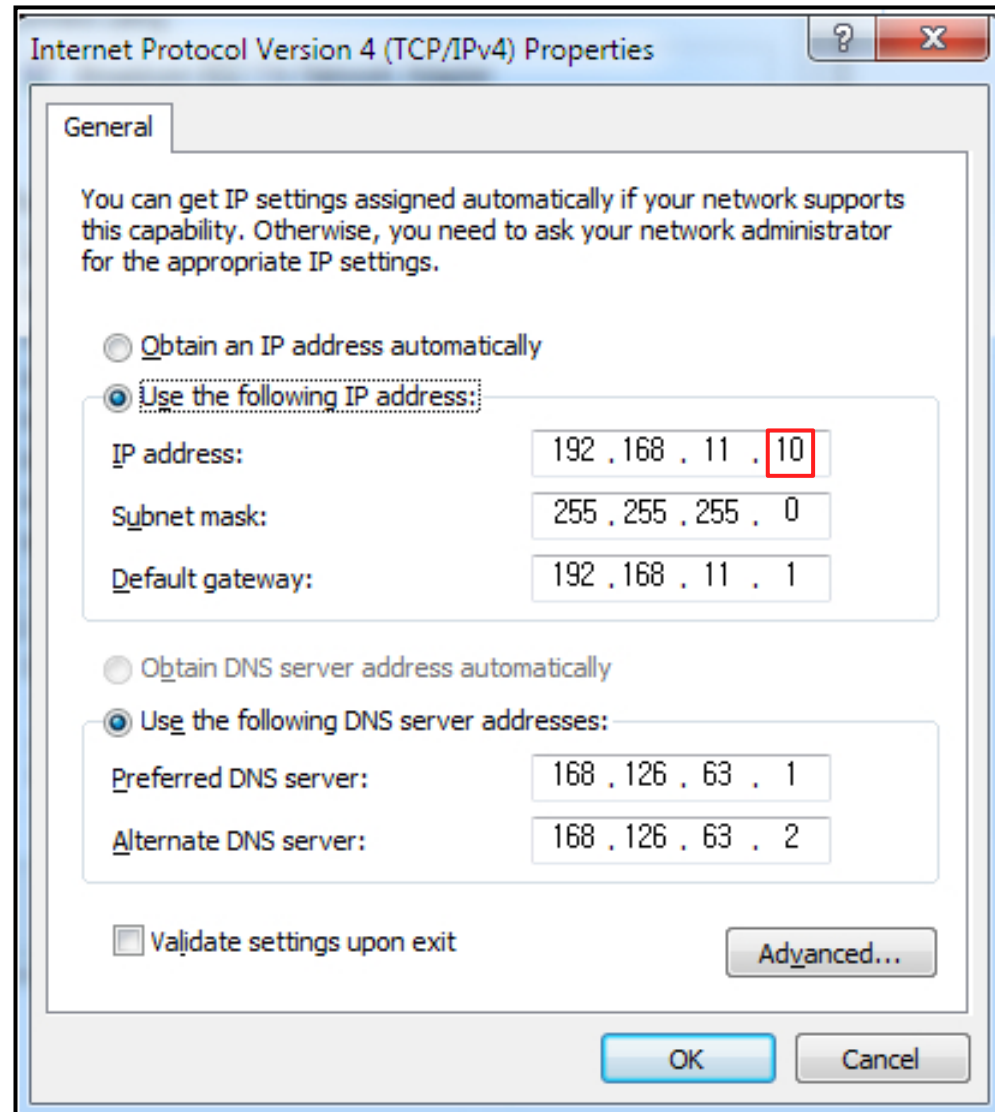 Internet Protocol Version 4 (TCP/IPv4) Properties
?
General
You can get IP settings assigned automatically if your network supports
this capability. Otherwise, you need to ask your network administrator
for the appropriate IP settings.
Obtain an IP address automatically
Use the following IP address:
IP address: 192 . 168 . 11 . 10
Subnet mask: 255 . 255 . 255 . 0
Default gateway: 192 . 168 . 11 . 1
Obtain DNS server address automatically
Use the following DNS server addresses:
Preferred DNS server: 168 . 126 . 63 . 1
Alternate DNS server: 168 . 126 . 63 . 2
Validate settings upon exit
Advanced...
OK Cancel